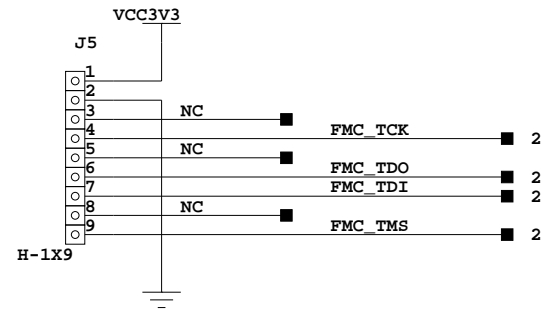 VCC3V3
J5
1
2
3 NC
4 FMC_TCK 2
5 NC
6 FMC_TDO 2
7 FMC_TDI 2
8 NC
9 FMC_TMS 2
H-1X9